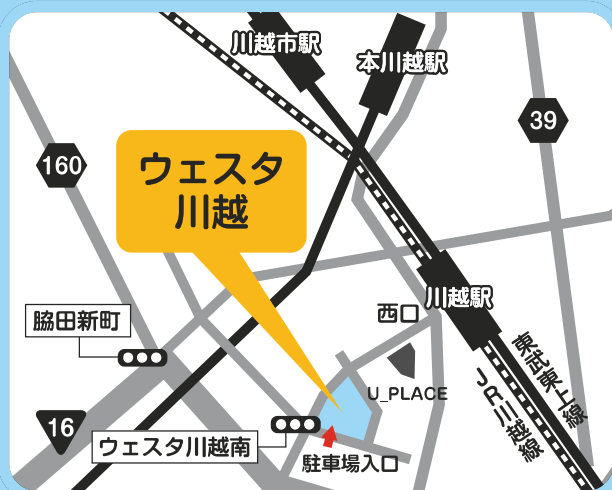 川越市駅
本川越駅
39
160
ウェスタ
川越
川越駅
西口
脇田新町
東武東上線
JR川越線
U_PLACE
16
ウェスタ川越南
駐車場入口